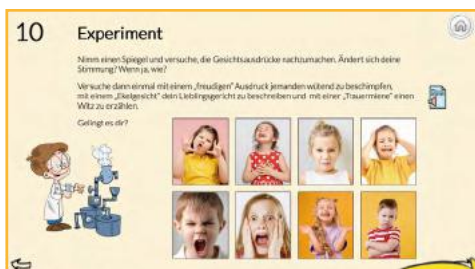 10 Experiment
Nimm einen Spiegel und versuche, die Gesichtsausdrücke nachzumachen. Ändert sich deine
Stimmung? Wenn ja, wie?
Versuche dann einmal mit einem „freudigen“ Ausdruck jemanden wütend zu beschimpfen,
mit einem „Ekelgesicht“ dein Lieblingsgericht zu beschreiben und mit einer „Trauermiene“ einen
Witz zu erzählen.
Gelingt es dir?